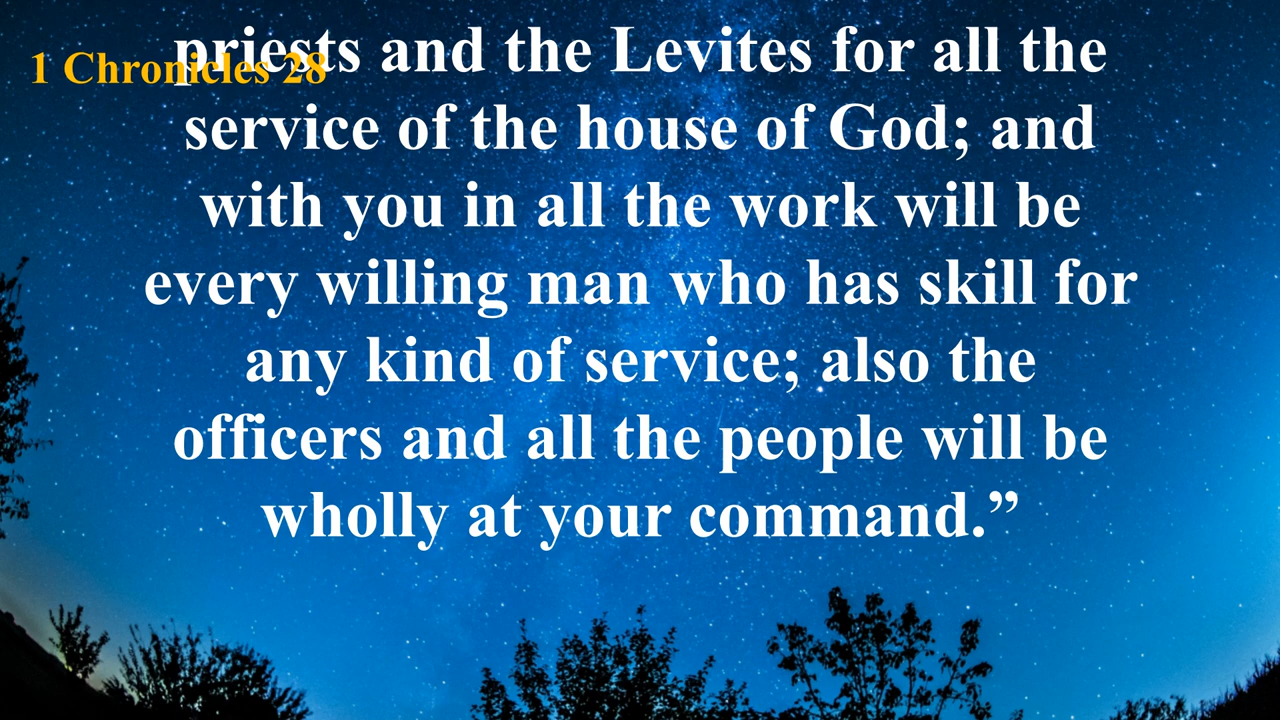 1 Chronicles 28
priests and the Levites for all the
service of the house of God; and
with you in all the work will be
every willing man who has skill for
any kind of service; also the
officers and all the people will be
wholly at your command.”